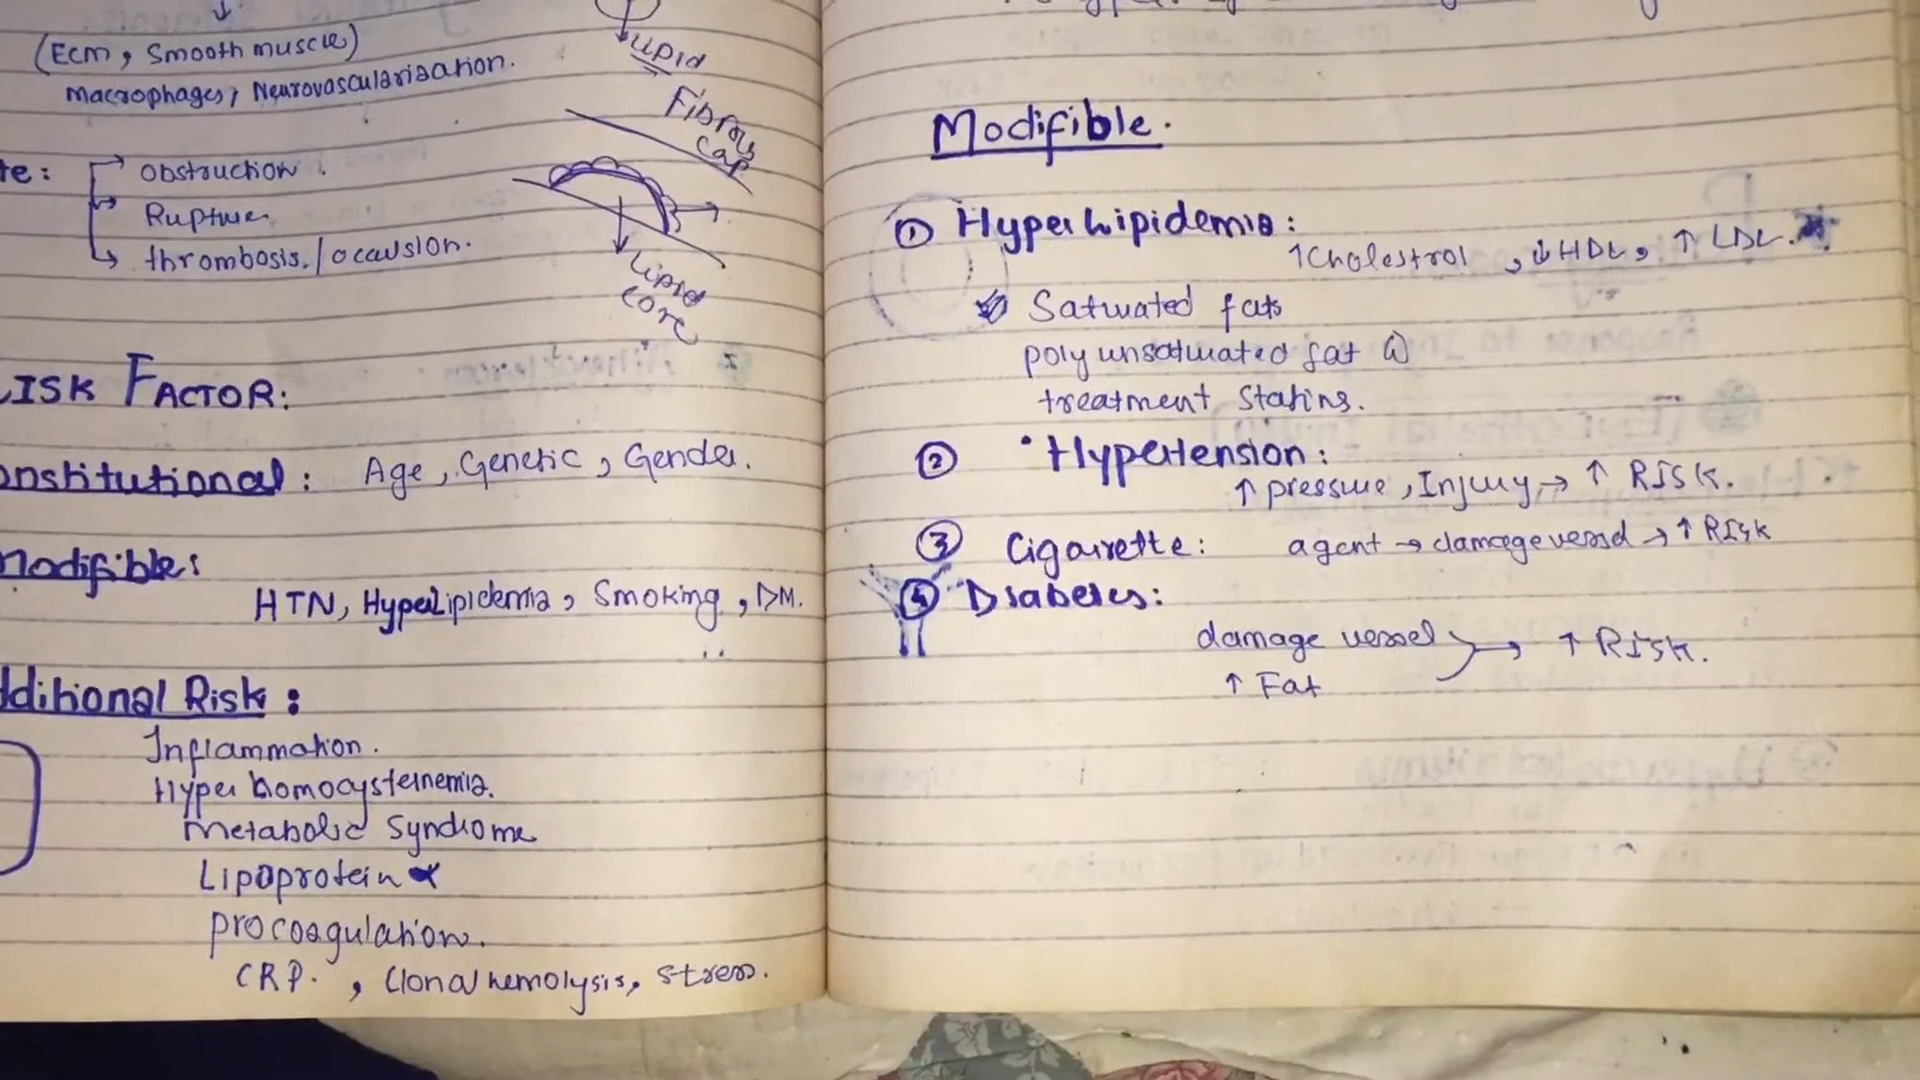 (Ecm, Smooth muscle)
macrophages, Neurovascularisation.
Lipid
Fibrous
cap
te:
obstruction.
Rupture.
thrombosis./occulsion.
Lipid
core
ISK FACTOR:
onstitutional: Age, Genetic, Gender.
Modifible:
HTN, Hyperlipidemia, Smoking, DM.
dditional Risk:
Inflammation.
Hyper homocysteinemia.
Metabolic Syndrome
Lipoprotein
procoagulation.
CRP. , Clonal hemolysis, stress.
Modifible.
① Hyperlipidemia:
↑Cholestrol , ↓HDL, ↑ LDL.
Saturated fats
poly unsaturated fat
treatment Statins.
② Hypertension:
↑ pressure, Injury → ↑ RISK.
③ Cigairette: agent → damage vessel → ↑ RISK
④ Diabetes:
damage vessel → ↑ RISK.
↑ Fat